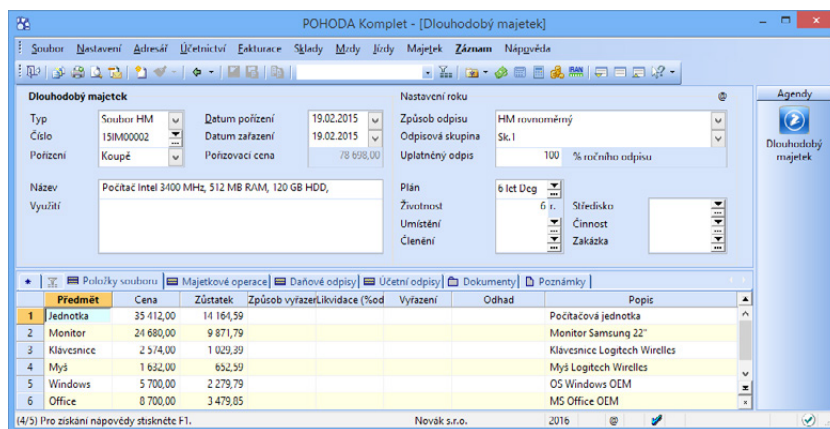 POHODA Komplet - [Dlouhodobý majetek]
Soubor Nastavení Adresář Účetnictví Fakturace Sklady Mzdy Jízdy Majetek Záznam Nápověda
Dlouhodobý majetek Nastavení roku @ Agendy
Typ Soubor HM Datum pořízení 19.02.2015 Způsob odpisu HM rovnoměrný
Číslo 15IM00002 Datum zařazení 19.02.2015 Odpisová skupina Sk.1
Pořízení Koupě Pořizovací cena 78 698,00 Uplatněný odpis 100 % ročního odpisu
Dlouhodobý majetek
Název Počítač Intel 3400 MHz, 512 MB RAM, 120 GB HDD, Plán 6 let Deg
Využití Životnost 6 r. Středisko
Umístění Činnost
Členění Zakázka
Položky souboru Majetkové operace Daňové odpisy Účetní odpisy Dokumenty Poznámky
Předmět Cena Zůstatek Způsob vyřazer Likvidace (%od Vyřazení Odhad Popis
1 Jednotka 35 412,00 14 164,59 Počítačová jednotka
2 Monitor 24 680,00 9 871,79 Monitor Samsung 22"
3 Klávesnice 2 574,00 1 029,39 Klávesnice Logitech Wirelles
4 Myš 1 632,00 652,59 Myš Logitech Wirelles
5 Windows 5 700,00 2 279,79 OS Windows OEM
6 Office 8 700,00 3 479,85 MS Office OEM
(4/5) Pro získání nápovědy stiskněte F1. Novák s.r.o. 2016 @